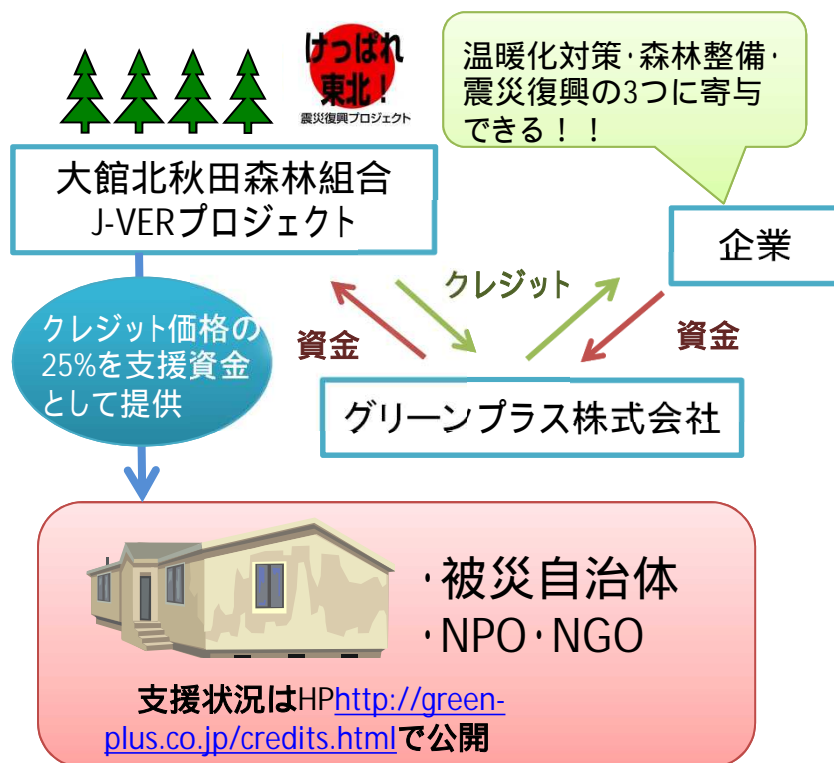 けっぱれ
東北！
震災復興プロジェクト
温暖化対策・森林整備・
震災復興の3つに寄与
できる！！
大館北秋田森林組合
J-VERプロジェクト
企業
クレジット
資金
資金
クレジット価格の
25%を支援資金
として提供
グリーンプラス株式会社
・被災自治体
・NPO・NGO
支援状況はHPhttp://green-
plus.co.jp/credits.htmlで公開